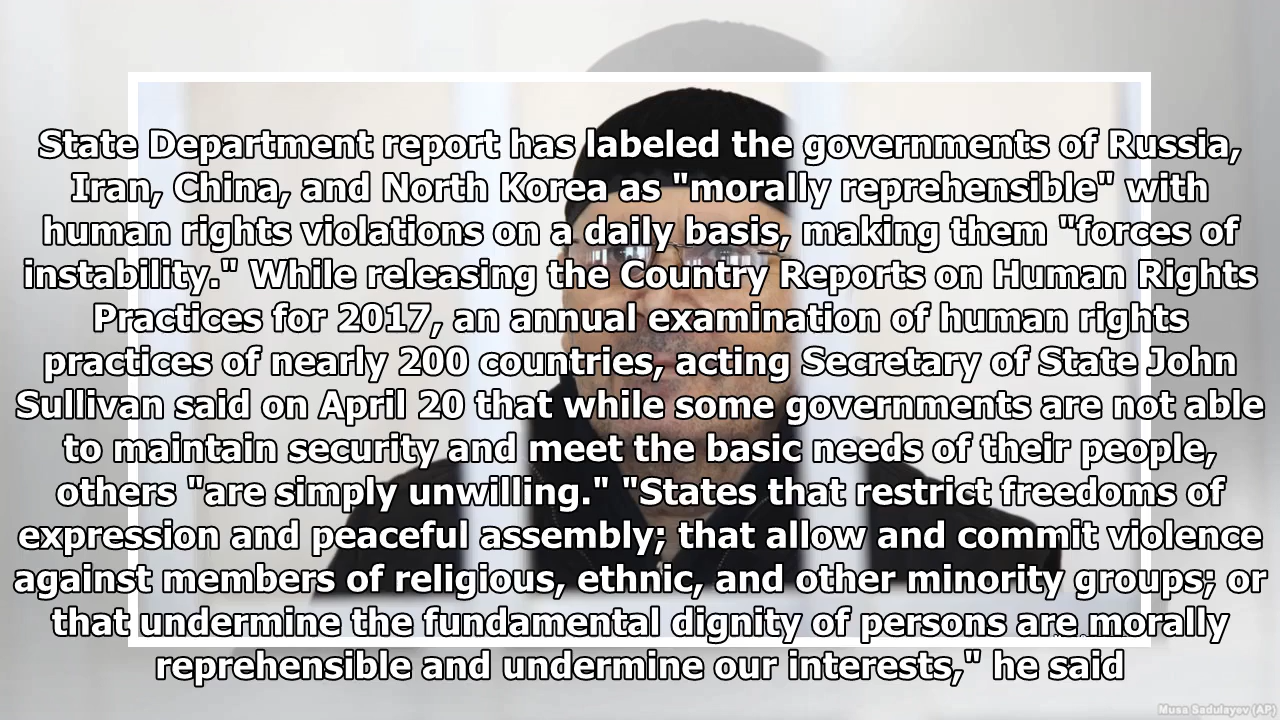 State Department report has labeled the governments of Russia,
Iran, China, and North Korea as "morally reprehensible" with
human rights violations on a daily basis, making them "forces of
instability." While releasing the Country Reports on Human Rights
Practices for 2017, an annual examination of human rights
practices of nearly 200 countries, acting Secretary of State John
Sullivan said on April 20 that while some governments are not able
to maintain security and meet the basic needs of their people,
others "are simply unwilling." "States that restrict freedoms of
expression and peaceful assembly; that allow and commit violence
against members of religious, ethnic, and other minority groups; or
that undermine the fundamental dignity of persons are morally
reprehensible and undermine our interests," he said
Musa Sadulayev (AP)